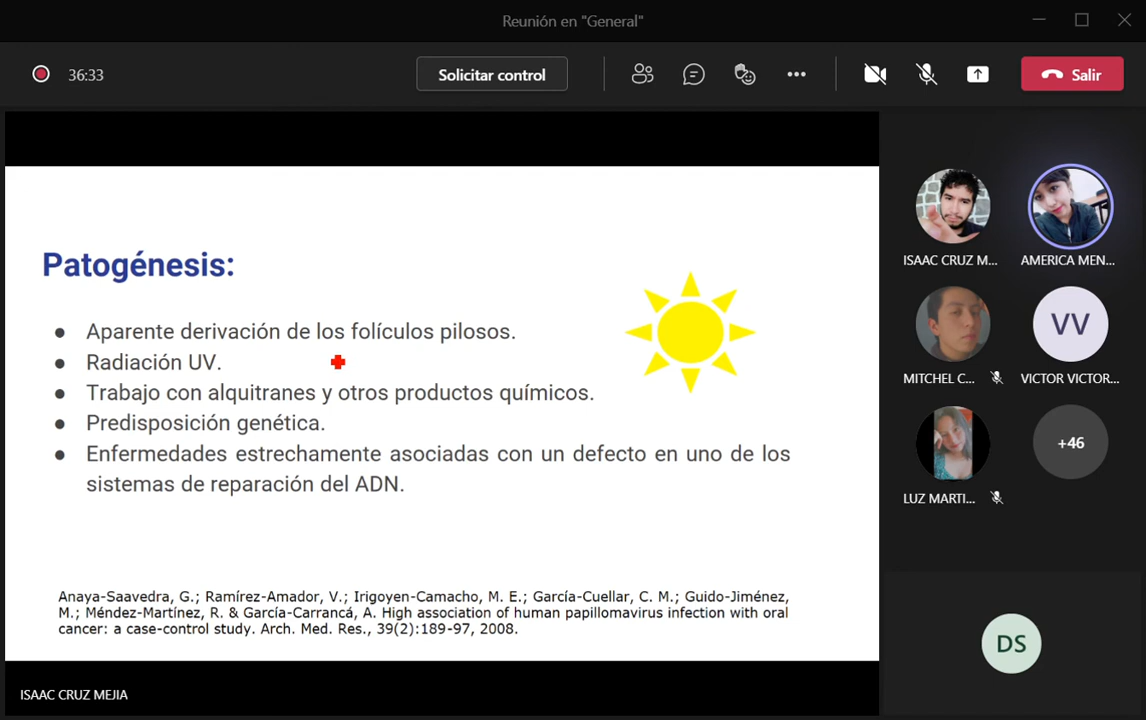 Reunión en "General"
36:33
Solicitar control
Salir
Patogénesis:
● Aparente derivación de los folículos pilosos.
● Radiación UV.
● Trabajo con alquitranes y otros productos químicos.
● Predisposición genética.
● Enfermedades estrechamente asociadas con un defecto en uno de los
sistemas de reparación del ADN.
Anaya-Saavedra, G.; Ramírez-Amador, V.; Irigoyen-Camacho, M. E.; García-Cuellar, C. M.; Guido-Jiménez,
M.; Méndez-Martínez, R. & García-Carrancá, A. High association of human papillomavirus infection with oral
cancer: a case-control study. Arch. Med. Res., 39(2):189-97, 2008.
ISAAC CRUZ MEJIA
ISAAC CRUZ M...
AMERICA MEN...
MITCHEL C...
VV
VICTOR VICTOR...
LUZ MARTI...
+46
DS